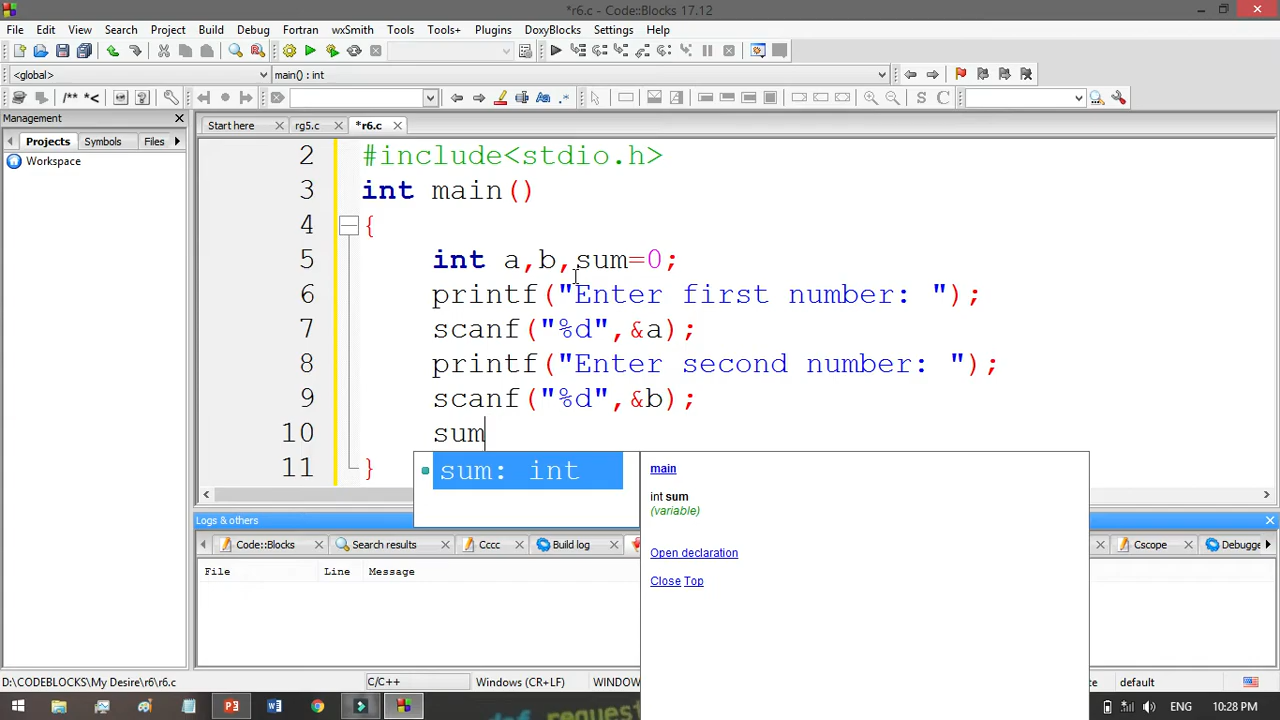 *r6.c - Code::Blocks 17.12
File Edit View Search Project Build Debug Fortran wxSmith Tools Tools+ Plugins DoxyBlocks Settings Help
<global> main() : int
/** *< S C
Management
Projects Symbols Files
Workspace
Start here rg5.c *r6.c
2 #include<stdio.h>
3 int main()
4 {
5 int a,b,sum=0;
6 printf("Enter first number: ");
7 scanf("%d",&a);
8 printf("Enter second number: ");
9 scanf("%d",&b);
10 sum
11 }
sum: int
main
int sum
(variable)
Open declaration
Close Top
Logs & others
Code::Blocks Search results Cccc Build log Cscope Debugge
File Line Message
D:\CODEBLOCKS\My Desire\r6\r6.c C/C++ Windows (CR+LF) WINDOW default
ENG 10:28 PM